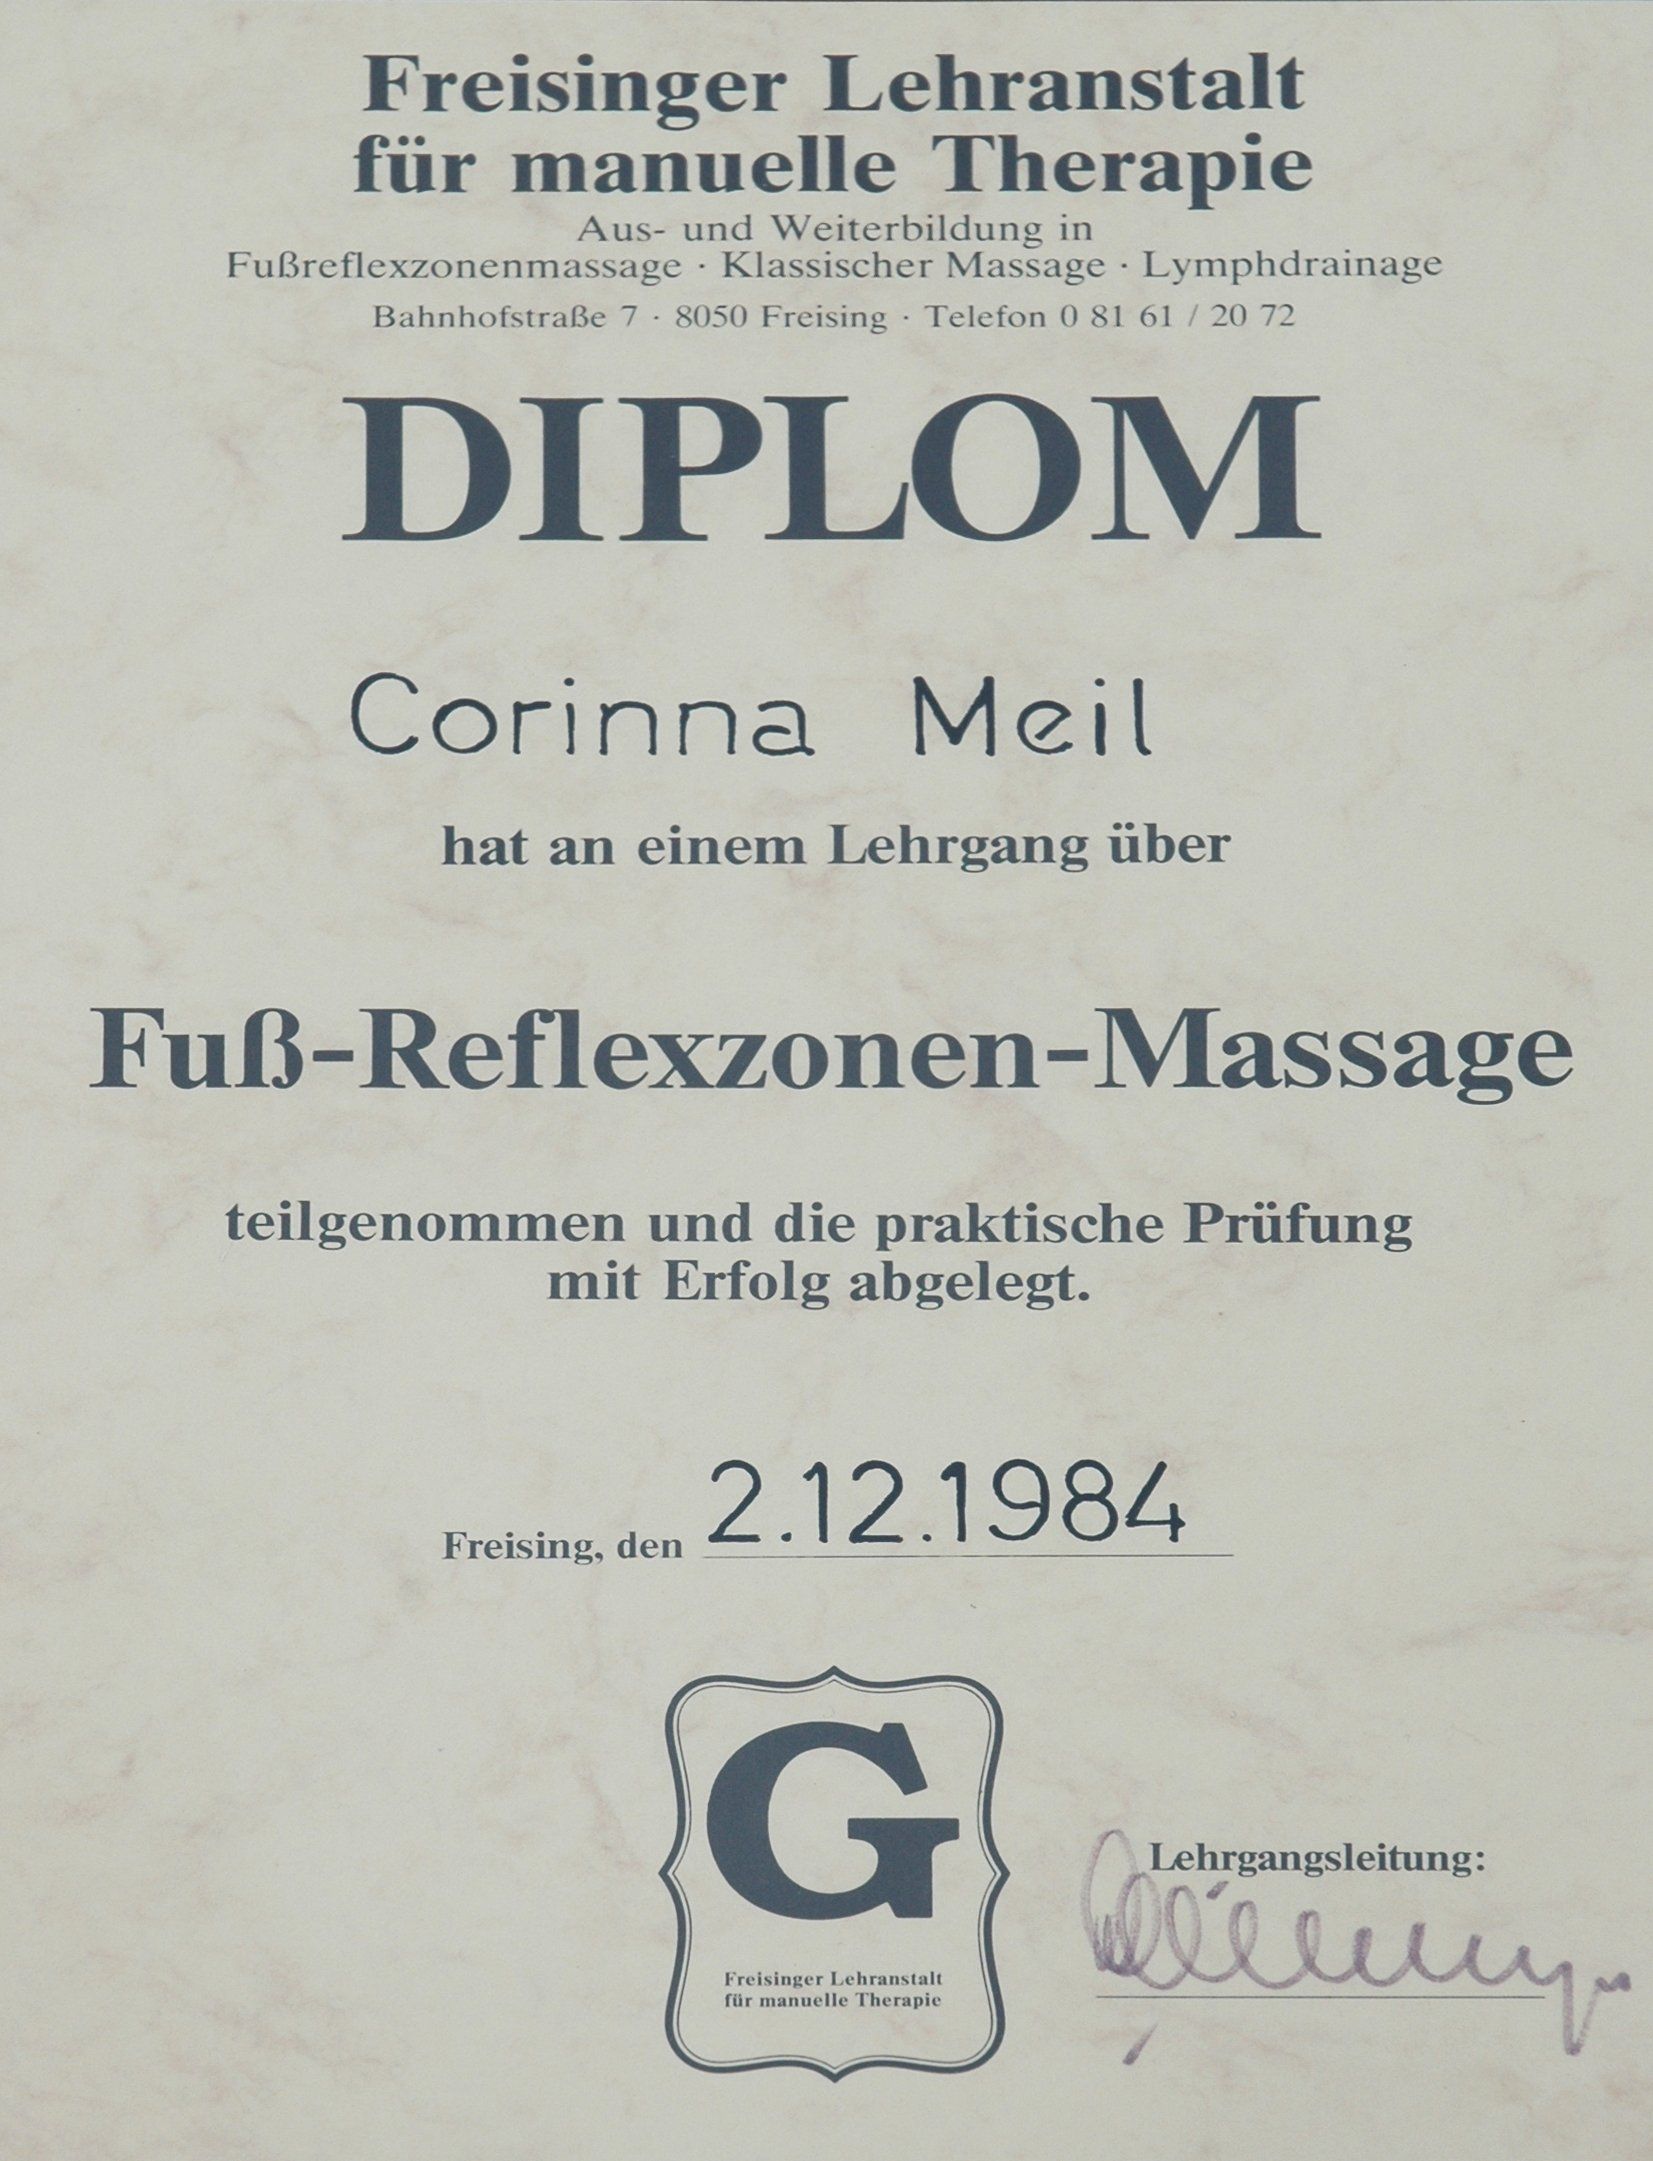 Freisinger Lehranstalt
für manuelle Therapie
Aus- und Weiterbildung in
Fußreflexzonenmassage · Klassischer Massage · Lymphdrainage
Bahnhofstraße 7 · 8050 Freising · Telefon 0 81 61 / 20 72
DIPLOM
Corinna Meil
hat an einem Lehrgang über
Fuß-Reflexzonen-Massage
teilgenommen und die praktische Prüfung
mit Erfolg abgelegt.
Freising, den 2.12.1984
G
Freisinger Lehranstalt
für manuelle Therapie
Lehrgangsleitung: